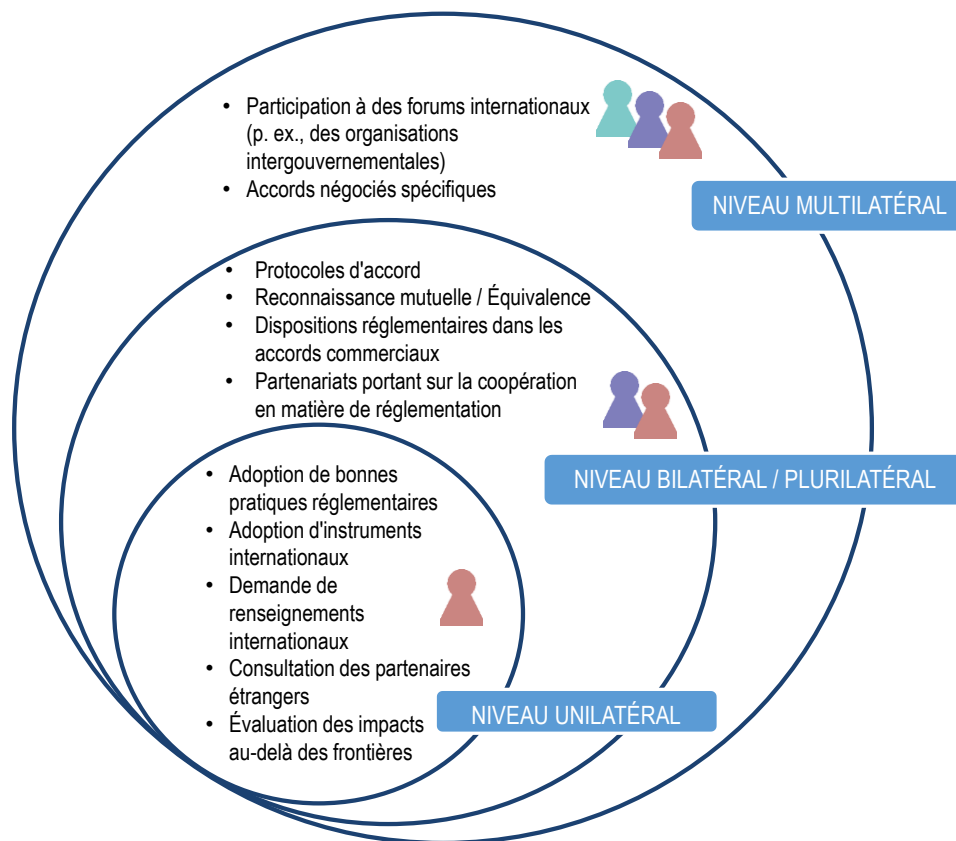 • Participation à des forums internationaux
(p. ex., des organisations
intergouvernementales)
• Accords négociés spécifiques
NIVEAU MULTILATÉRAL
• Protocoles d'accord
• Reconnaissance mutuelle / Équivalence
• Dispositions réglementaires dans les
accords commerciaux
• Partenariats portant sur la coopération
en matière de réglementation
NIVEAU BILATÉRAL / PLURILATÉRAL
• Adoption de bonnes
pratiques réglementaires
• Adoption d'instruments
internationaux
• Demande de
renseignements
internationaux
• Consultation des partenaires
étrangers
• Évaluation des impacts
au-delà des frontières
NIVEAU UNILATÉRAL